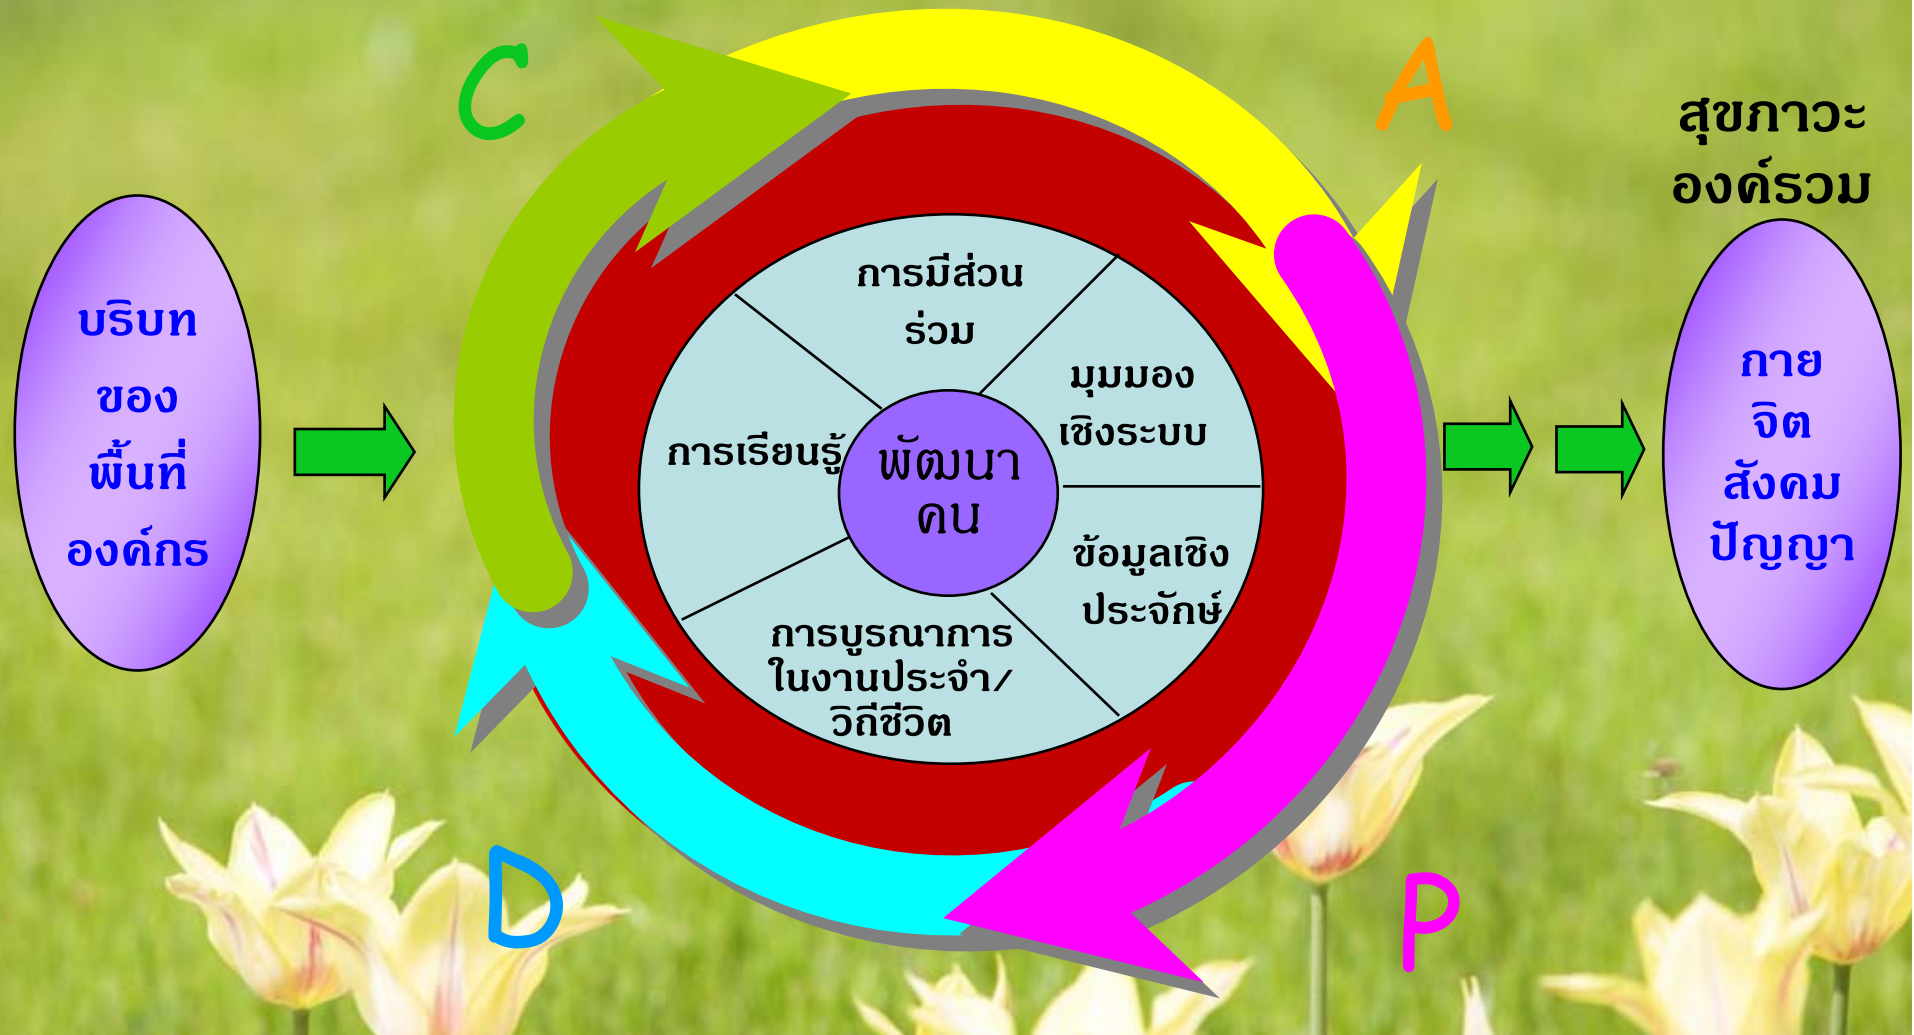 C
A
สุขภาวะ
องค์รวม
บริบท
ของ
พื้นที่
องค์กร
การมีส่วน
ร่วม
มุมมอง
เชิงระบบ
การเรียนรู้
พัฒนา
คน
ข้อมูลเชิง
ประจักษ์
การบูรณาการ
ในงานประจำ/
วิถีชีวิต
กาย
จิต
สังคม
ปัญญา
D
P